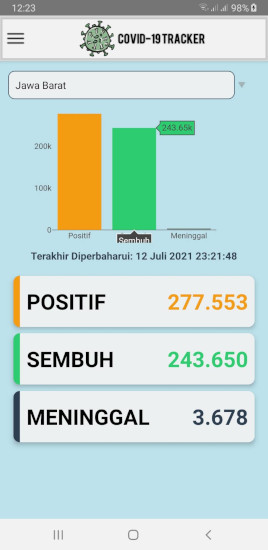 12:23
98%
COVID-19 TRACKER
Jawa Barat
243.65k
200k
100k
0
Positif
Sembuh
Meninggal
Terakhir Diperbaharui: 12 Juli 2021 23:21:48
POSITIF 277.553
SEMBUH 243.650
MENINGGAL 3.678